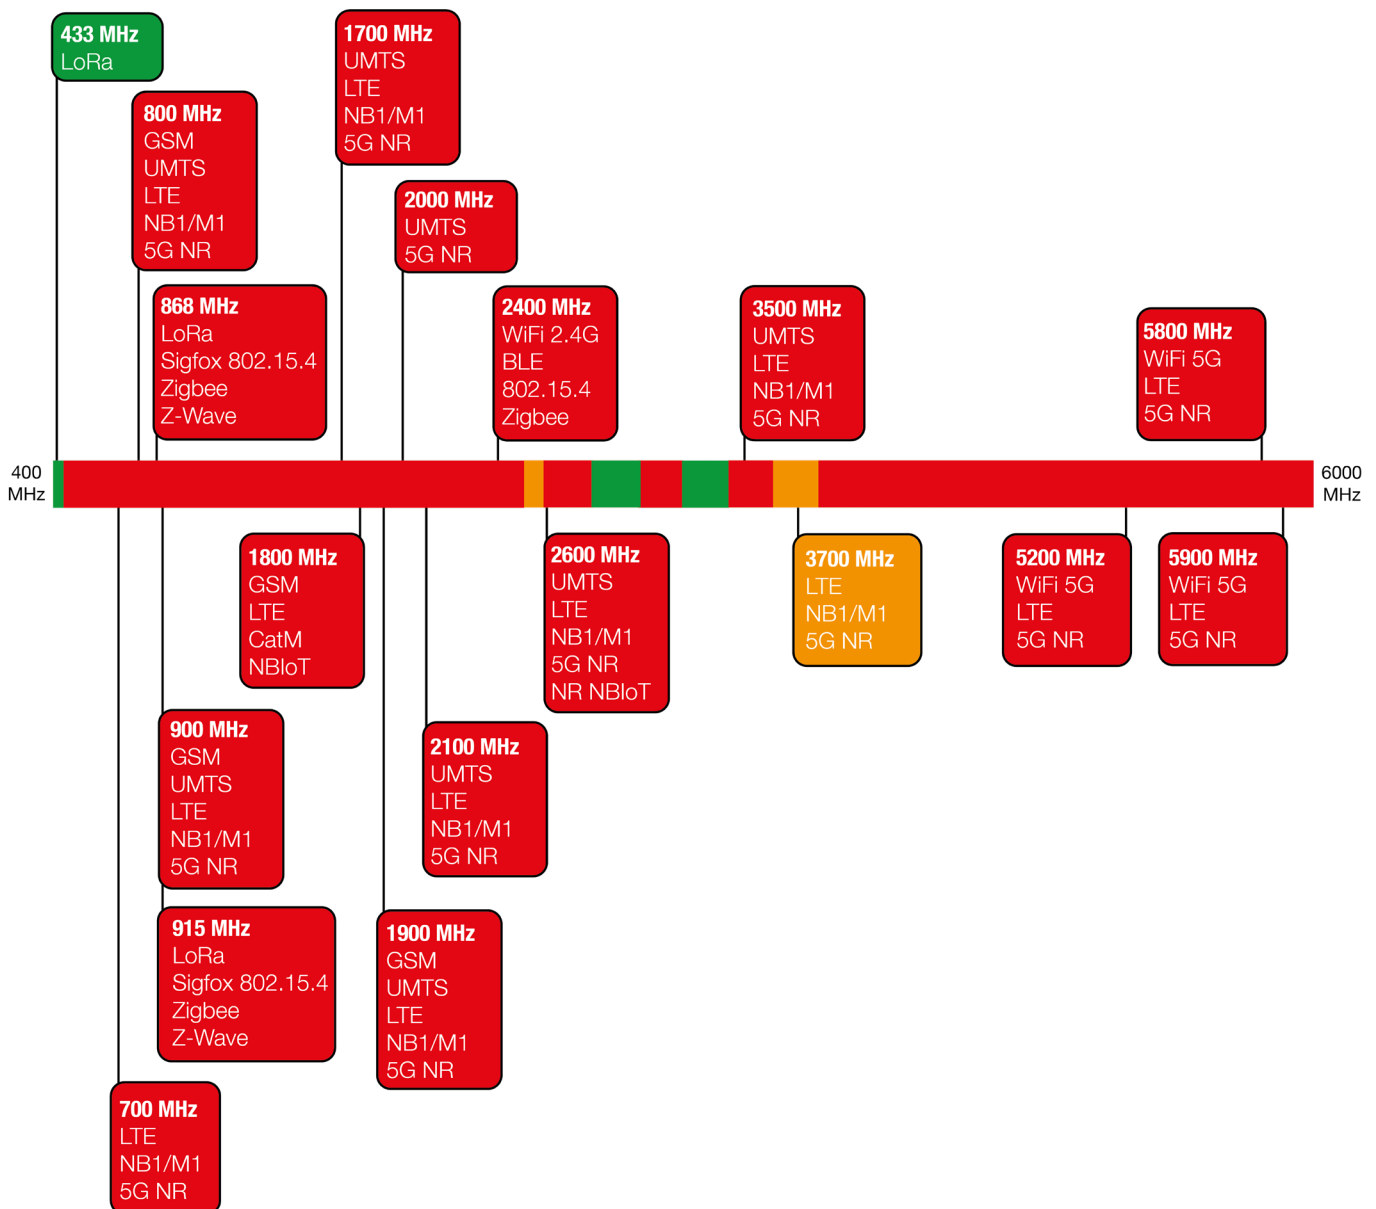 433 MHz
LoRa
1700 MHz
UMTS
LTE
NB1/M1
5G NR
800 MHz
GSM
UMTS
LTE
NB1/M1
5G NR
2000 MHz
UMTS
5G NR
868 MHz
LoRa
Sigfox 802.15.4
Zigbee
Z-Wave
2400 MHz
WiFi 2.4G
BLE
802.15.4
Zigbee
3500 MHz
UMTS
LTE
NB1/M1
5G NR
5800 MHz
WiFi 5G
LTE
5G NR
400
MHz
6000
MHz
1800 MHz
GSM
LTE
CatM
NBIoT
2600 MHz
UMTS
LTE
NB1/M1
5G NR
NR NBIoT
3700 MHz
LTE
NB1/M1
5G NR
5200 MHz
WiFi 5G
LTE
5G NR
5900 MHz
WiFi 5G
LTE
5G NR
900 MHz
GSM
UMTS
LTE
NB1/M1
5G NR
2100 MHz
UMTS
LTE
NB1/M1
5G NR
915 MHz
LoRa
Sigfox 802.15.4
Zigbee
Z-Wave
1900 MHz
GSM
UMTS
LTE
NB1/M1
5G NR
700 MHz
LTE
NB1/M1
5G NR